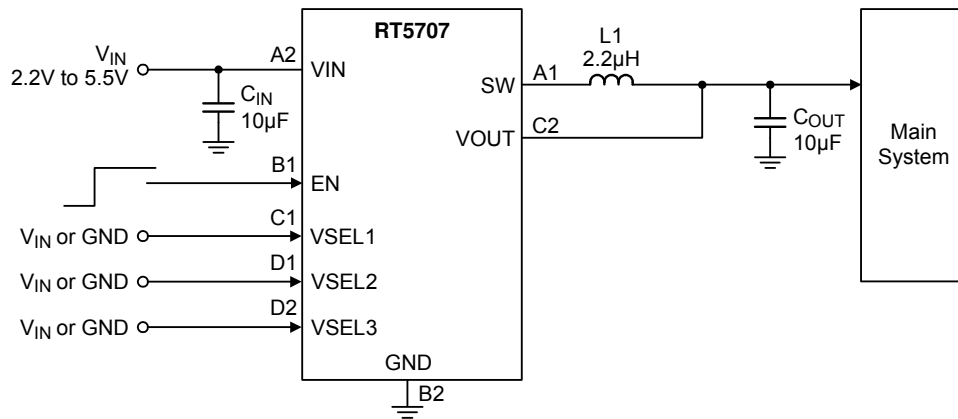 RT5707
L1
2.2µH
VIN
2.2V to 5.5V
A2
VIN
SW
A1
CIN
10µF
VOUT
C2
COUT
10µF
Main
System
B1
EN
VIN or GND
C1
VSEL1
VIN or GND
D1
VSEL2
VIN or GND
D2
VSEL3
GND
B2